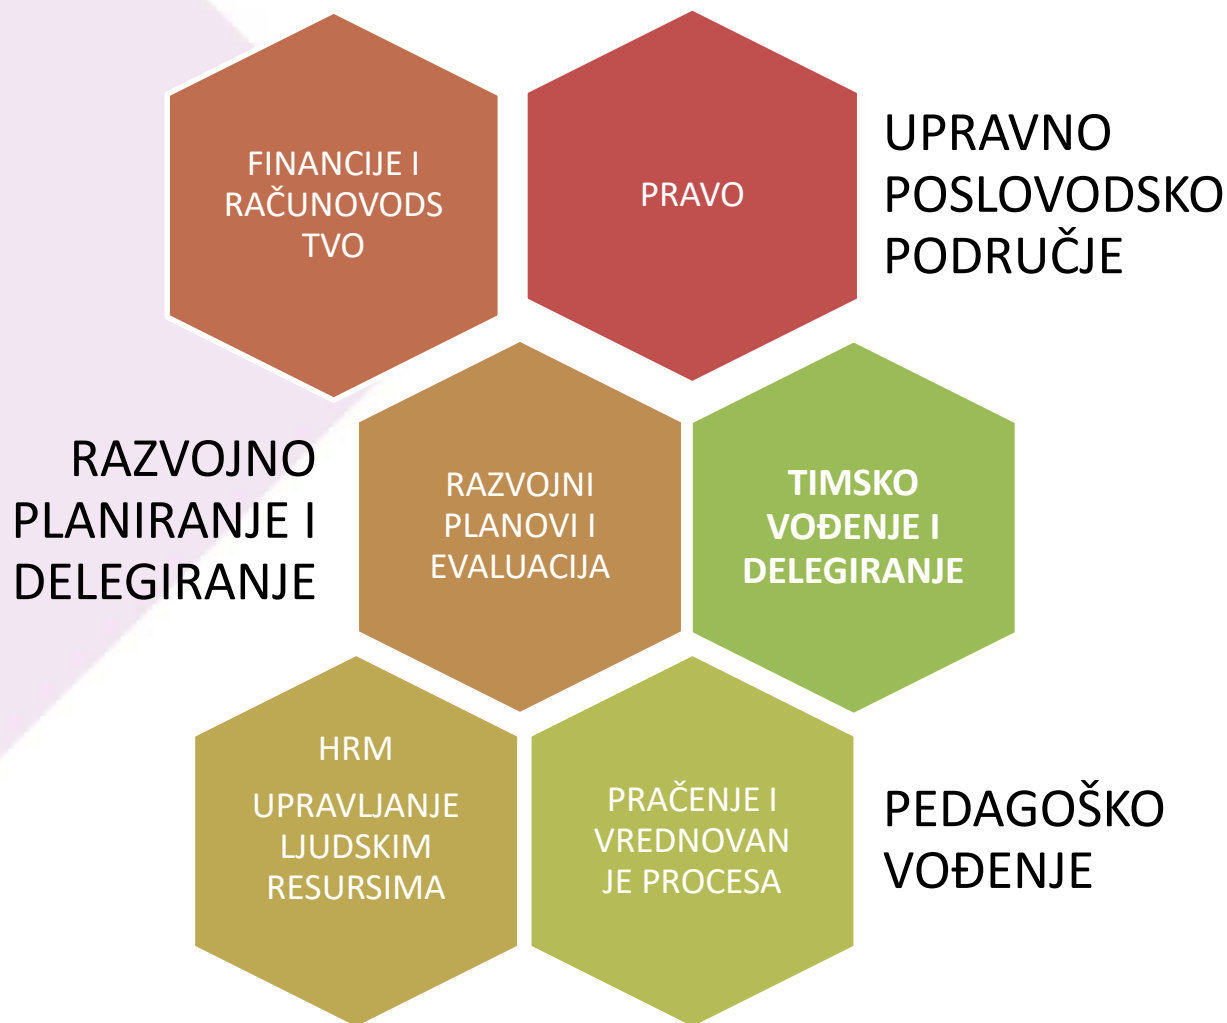 FINANCIJE I
RAČUNOVODS
TVO
PRAVO
UPRAVNO
POSLOVODSKO
PODRUČJE
RAZVOJNO
PLANIRANJE I
DELEGIRANJE
RAZVOJNI
PLANOVI I
EVALUACIJA
TIMSKO
VOĐENJE I
DELEGIRANJE
HRM
UPRAVLJANJE
LJUDSKIM
RESURSIMA
PRAČENJE I
VREDNOVAN
JE PROCESA
PEDAGOŠKO
VOĐENJE